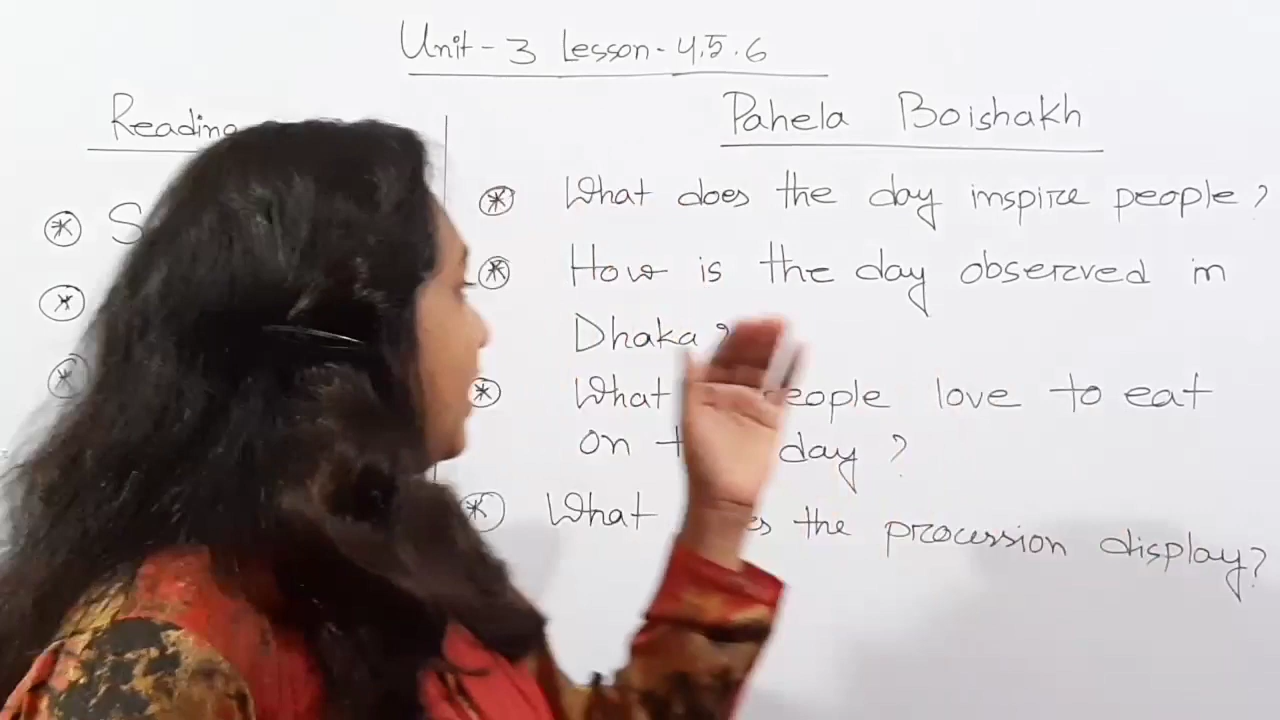 Unit - 3 Lesson - 4.5.6
Reading
Pahela Boishakh
What does the day inspire people?
How is the day observed in
Dhaka?
What people love to eat
on day?
What the procession display?